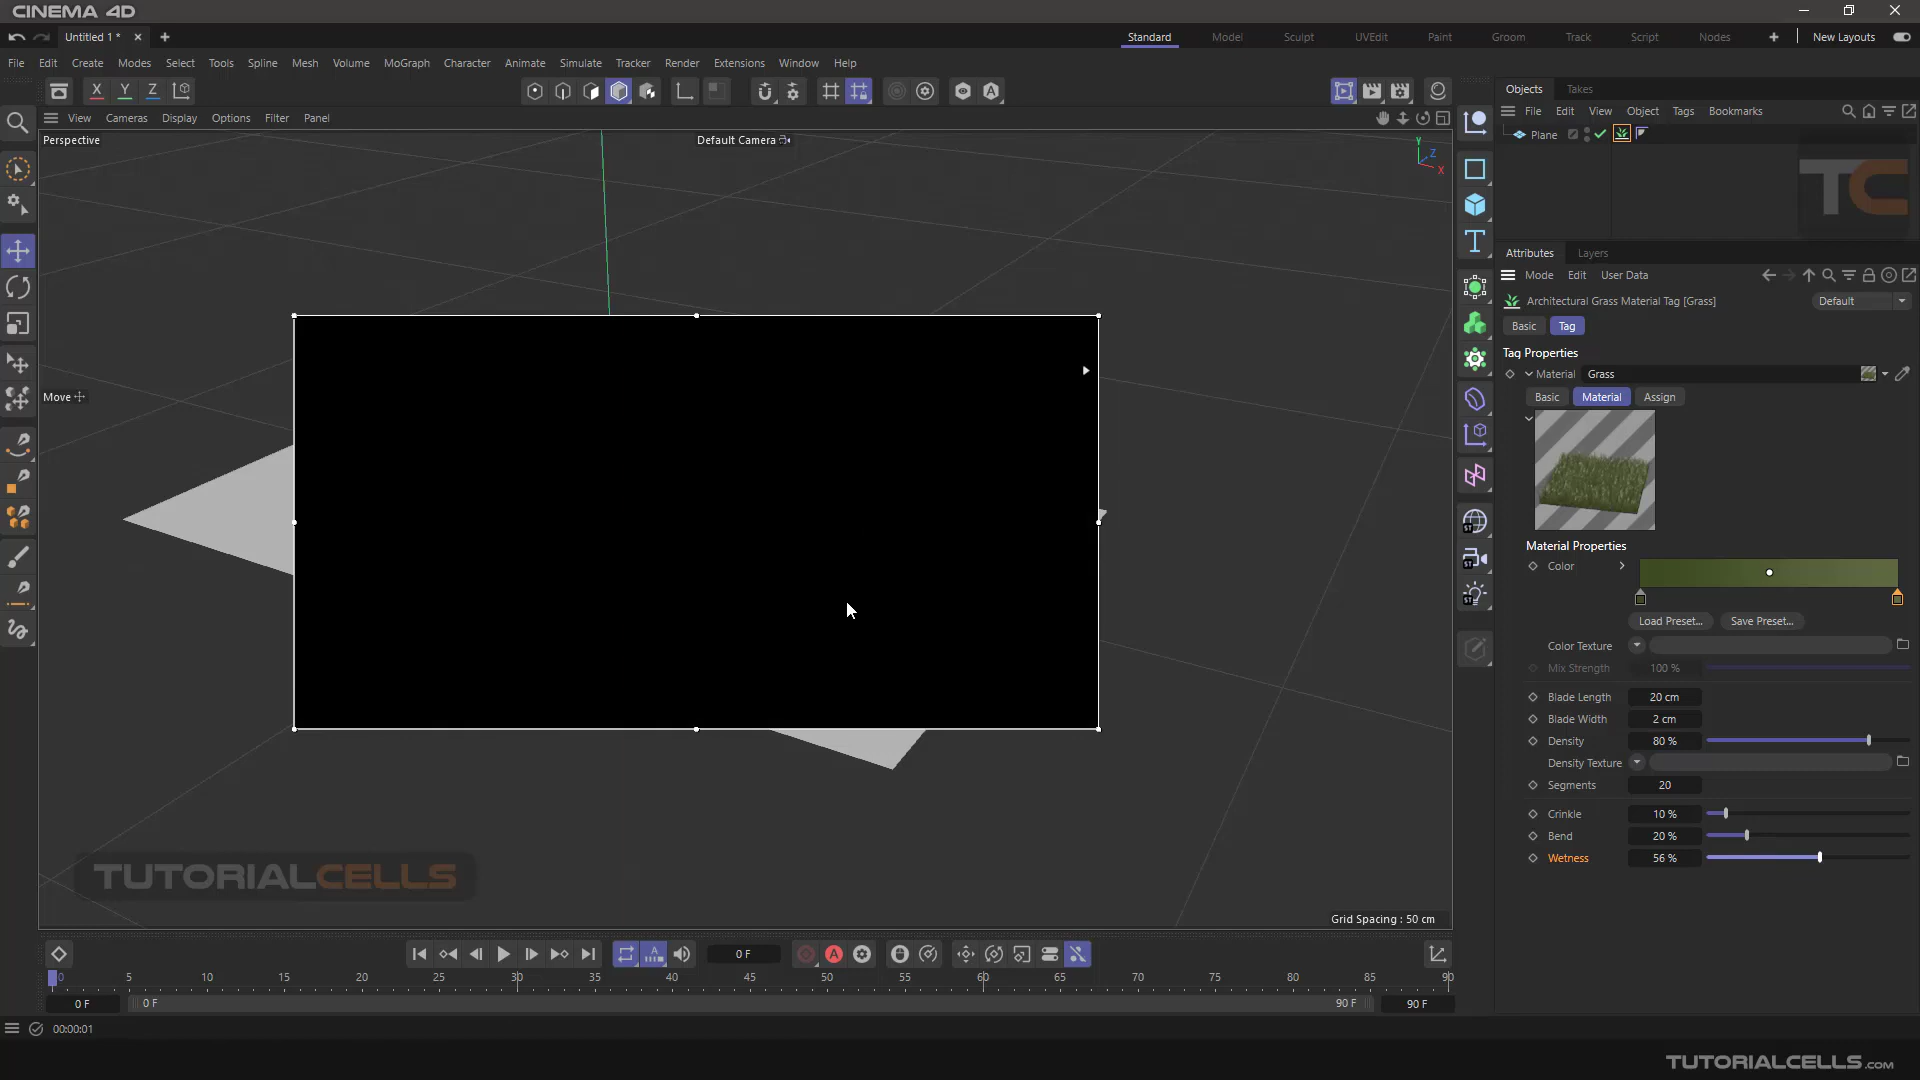 CINEMA 4D
Untitled 1 *
Standard
Model
Sculpt
UVEdit
Paint
Groom
Track
Script
Nodes
New Layouts
File Edit Create Modes Select Tools Spline Mesh Volume MoGraph Character Animate Simulate Tracker Render Extensions Window Help
X Y Z
Objects Takes
View Cameras Display Options Filter Panel
File Edit View Object Tags Bookmarks
Perspective
Default Camera
Y
Z
X
Plane
TC
Move
Attributes Layers
Mode Edit User Data
Architectural Grass Material Tag [Grass]
Default
Basic Tag
Tag Properties
Material Grass
Basic Material Assign
Material Properties
Color
Load Preset... Save Preset...
Color Texture
Mix Strength 100 %
Blade Length 20 cm
Blade Width 2 cm
Density 80 %
Density Texture
Segments 20
Crinkle 10 %
Bend 20 %
Wetness 56 %
TUTORIALCELLS
Grid Spacing : 50 cm
0 F
0 5 10 15 20 25 30 35 40 45 50 55 60 65 70 75 80 85 90
0 F 0 F 90 F 90 F
00:00:01
TUTORIALCELLS.COM